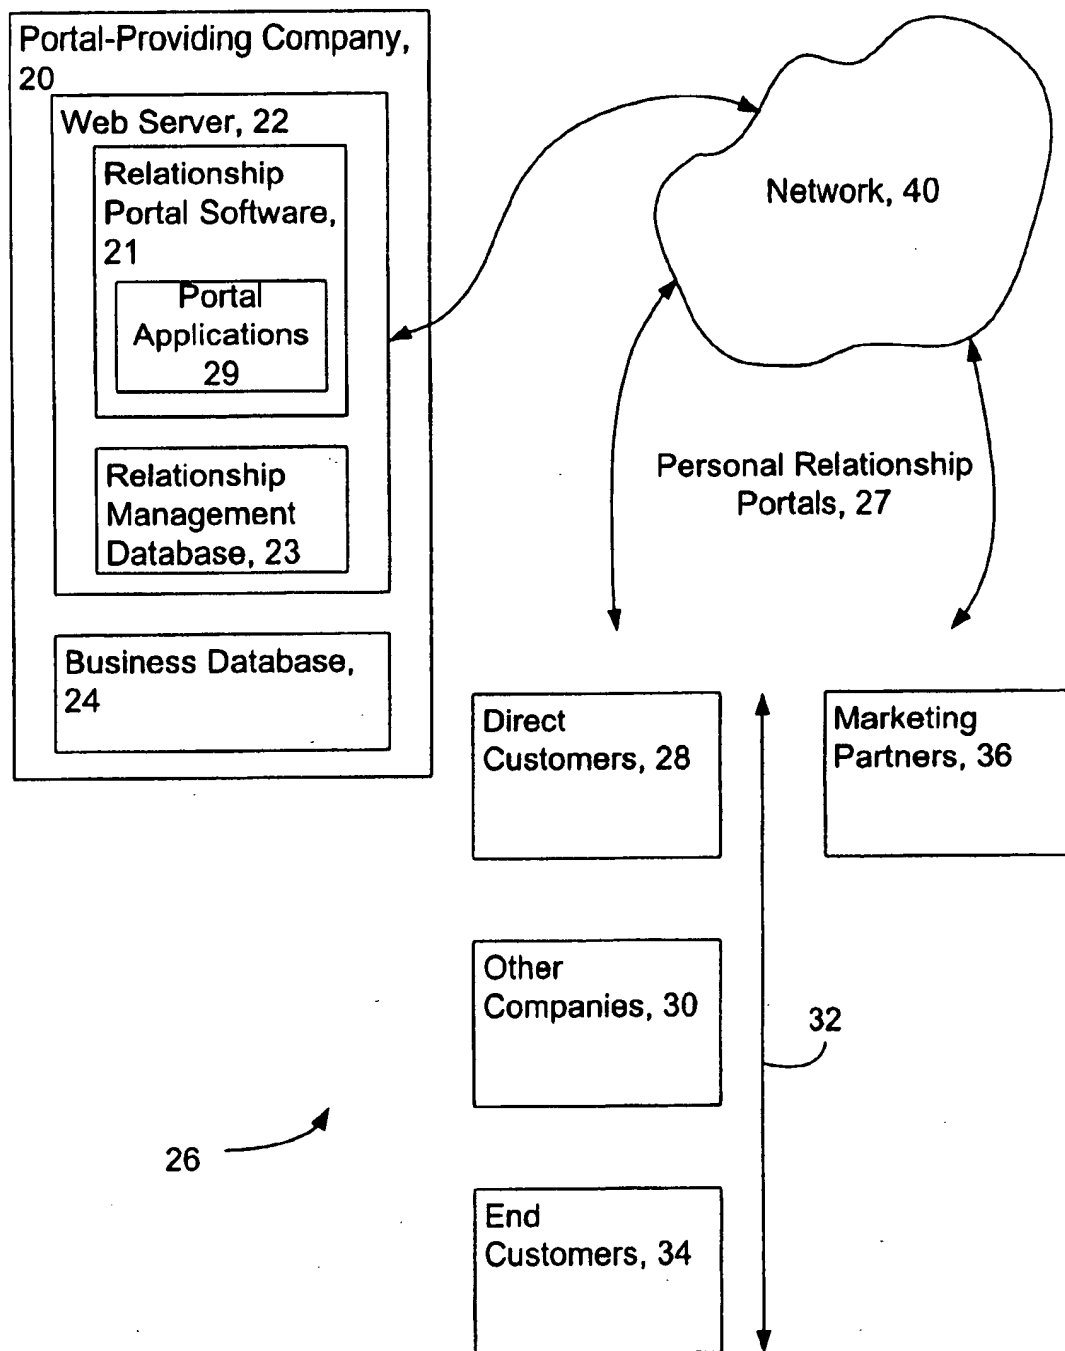 Portal-Providing Company,
20
Web Server, 22
Relationship
Portal Software,
21
Portal
Applications
29
Relationship
Management
Database, 23
Business Database,
24
Network, 40
Personal Relationship
Portals, 27
Direct
Customers, 28
Marketing
Partners, 36
Other
Companies, 30
32
26
End
Customers, 34